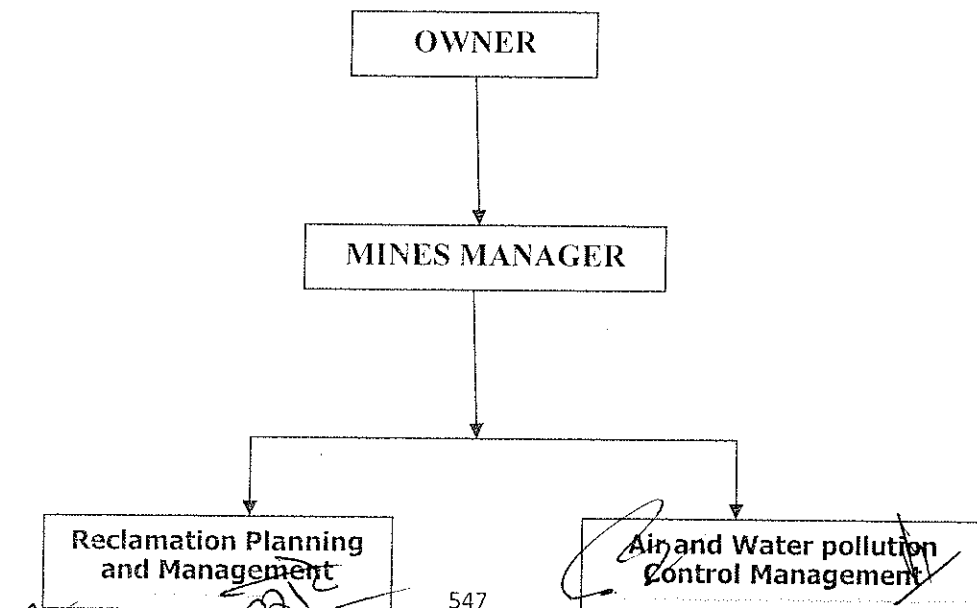 OWNER
MINES MANAGER
Reclamation Planning
and Management
Air and Water pollution
Control Management
547